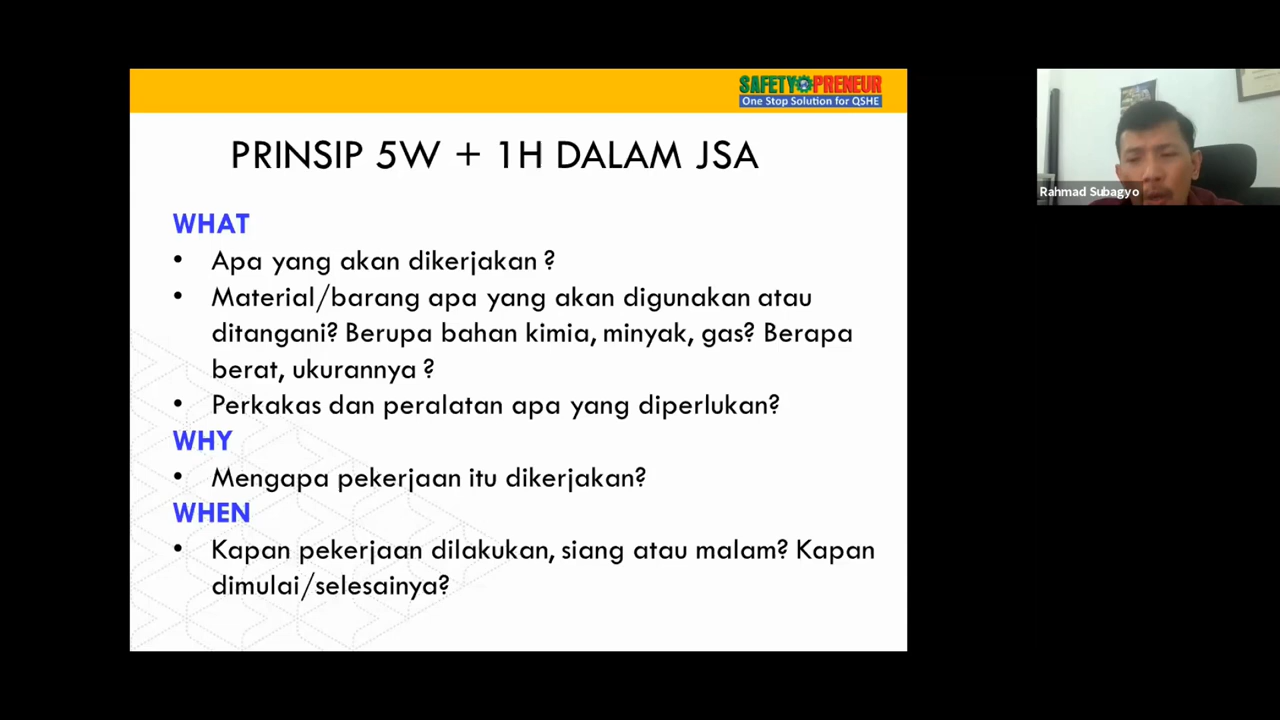 SAFETY PRENEUR
One Stop Solution for QSHE
PRINSIP 5W + 1H DALAM JSA
WHAT
• Apa yang akan dikerjakan ?
• Material/barang apa yang akan digunakan atau
ditangani? Berupa bahan kimia, minyak, gas? Berapa
berat, ukurannya ?
• Perkakas dan peralatan apa yang diperlukan?
WHY
• Mengapa pekerjaan itu dikerjakan?
WHEN
• Kapan pekerjaan dilakukan, siang atau malam? Kapan
dimulai/selesainya?
Rahmad Subagyo